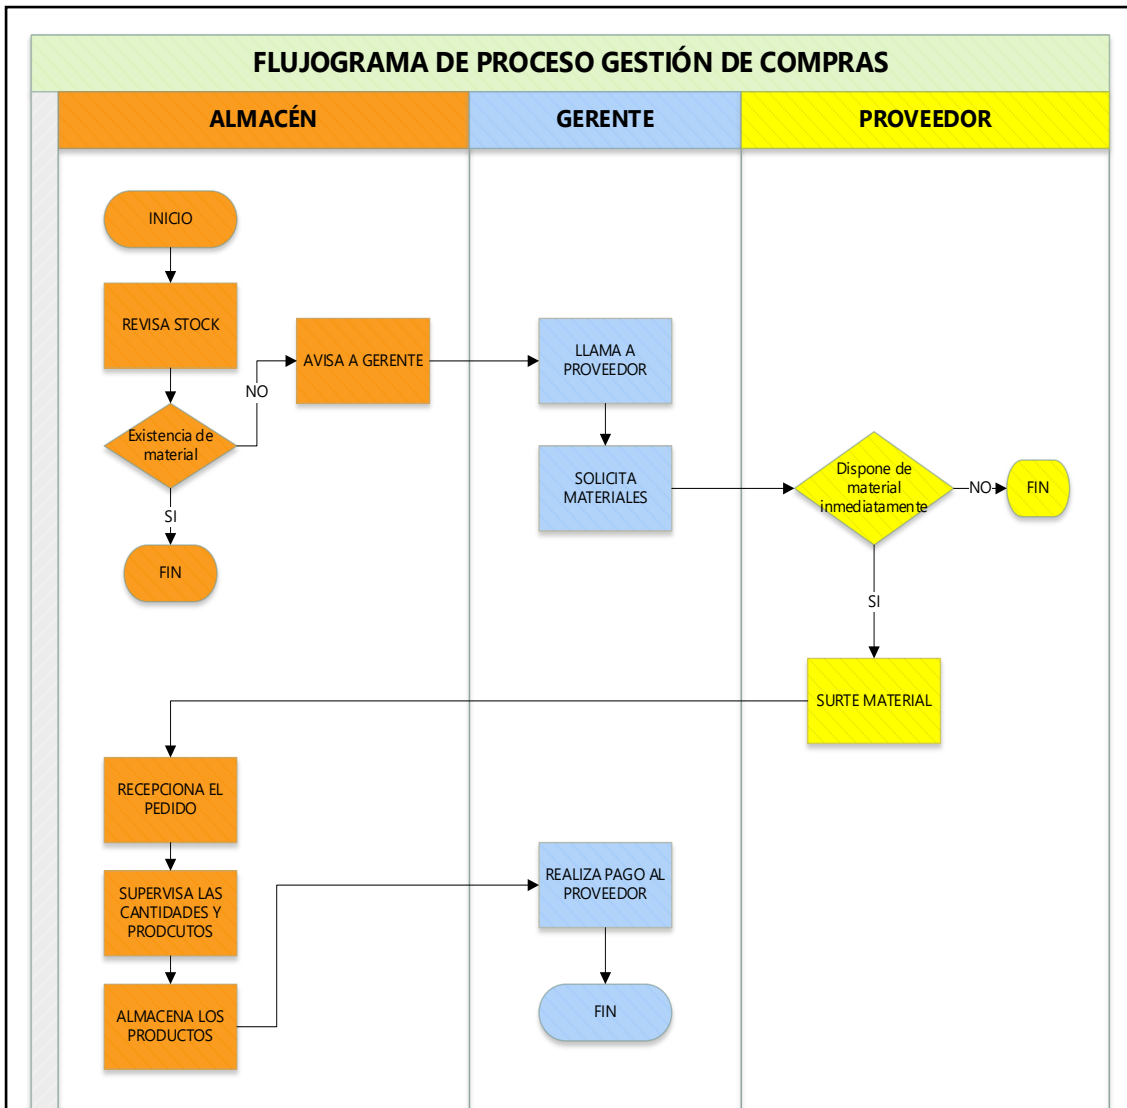 FLUJOGRAMA DE PROCESO GESTIÓN DE COMPRAS
ALMACÉN
GERENTE
PROVEEDOR
INICIO
REVISA STOCK
AVISA A GERENTE
LLAMA A
PROVEEDOR
NO
Existencia de
material
SI
FIN
SOLICITA
MATERIALES
Dispone de
material
inmediatamente
NO
FIN
SI
SURTE MATERIAL
RECEPCIONA EL
PEDIDO
SUPERVISA LAS
CANTIDADES Y
PRODCUTOS
ALMACENA LOS
PRODUCTOS
REALIZA PAGO AL
PROVEEDOR
FIN